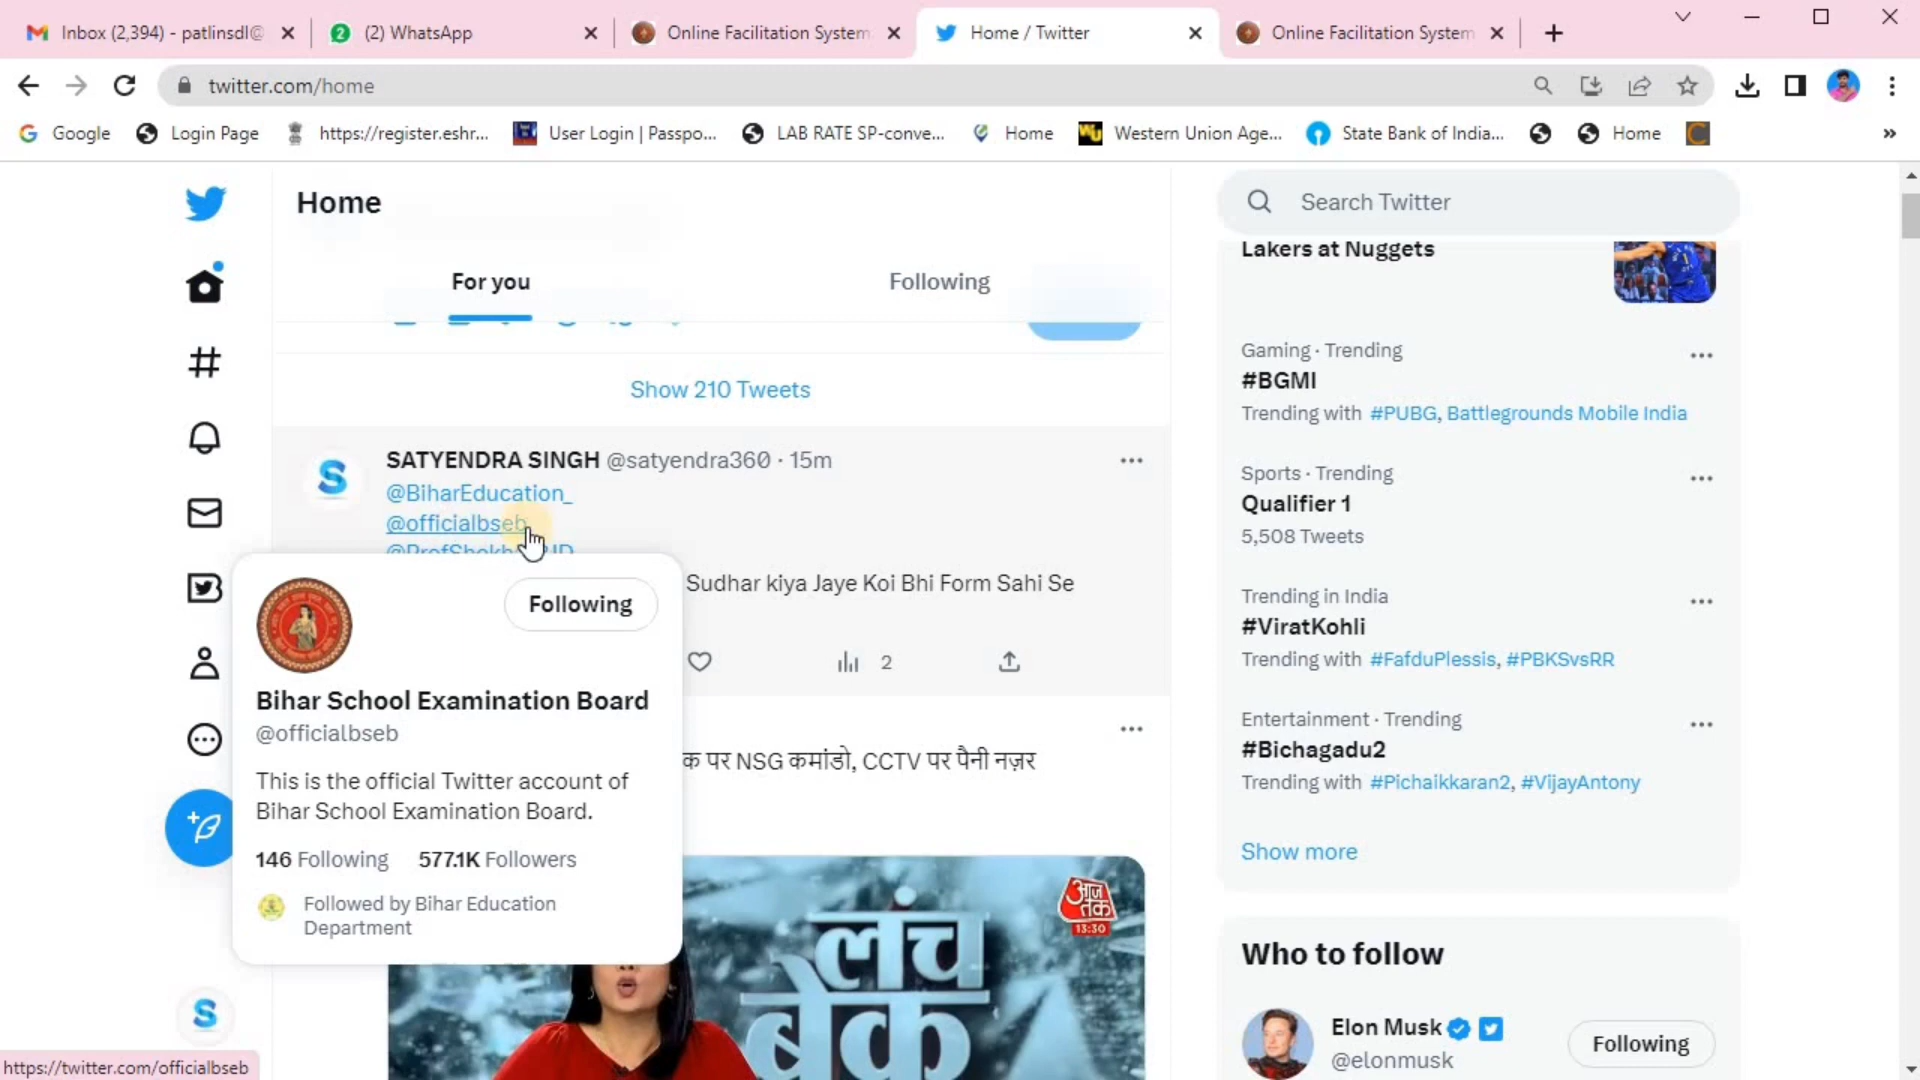 Inbox (2,394) - patlinsdl@
(2) WhatsApp
Online Facilitation System
Home / Twitter
Online Facilitation System
twitter.com/home
Google
Login Page
https://register.eshr...
User Login | Passpo...
LAB RATE SP-conve...
Home
Western Union Age...
State Bank of India...
Home
Home
For you
Following
Show 210 Tweets
SATYENDRA SINGH @satyendra360 · 15m
@BiharEducation_
@officialbseb
Sudhar kiya Jaye Koi Bhi Form Sahi Se
2
Following
Bihar School Examination Board
@officialbseb
This is the official Twitter account of
Bihar School Examination Board.
146 Following 577.1K Followers
Followed by Bihar Education
Department
पर NSG कमांडो, CCTV पर पैनी नज़र
आज
तक
13:30
लंच
ब्रेक
Search Twitter
Lakers at Nuggets
Gaming · Trending
#BGMI
Trending with #PUBG, Battlegrounds Mobile India
Sports · Trending
Qualifier 1
5,508 Tweets
Trending in India
#ViratKohli
Trending with #FafduPlessis, #PBKSvsRR
Entertainment · Trending
#Bichagadu2
Trending with #Pichaikkaran2, #VijayAntony
Show more
Who to follow
Elon Musk
@elonmusk
Following
https://twitter.com/officialbseb